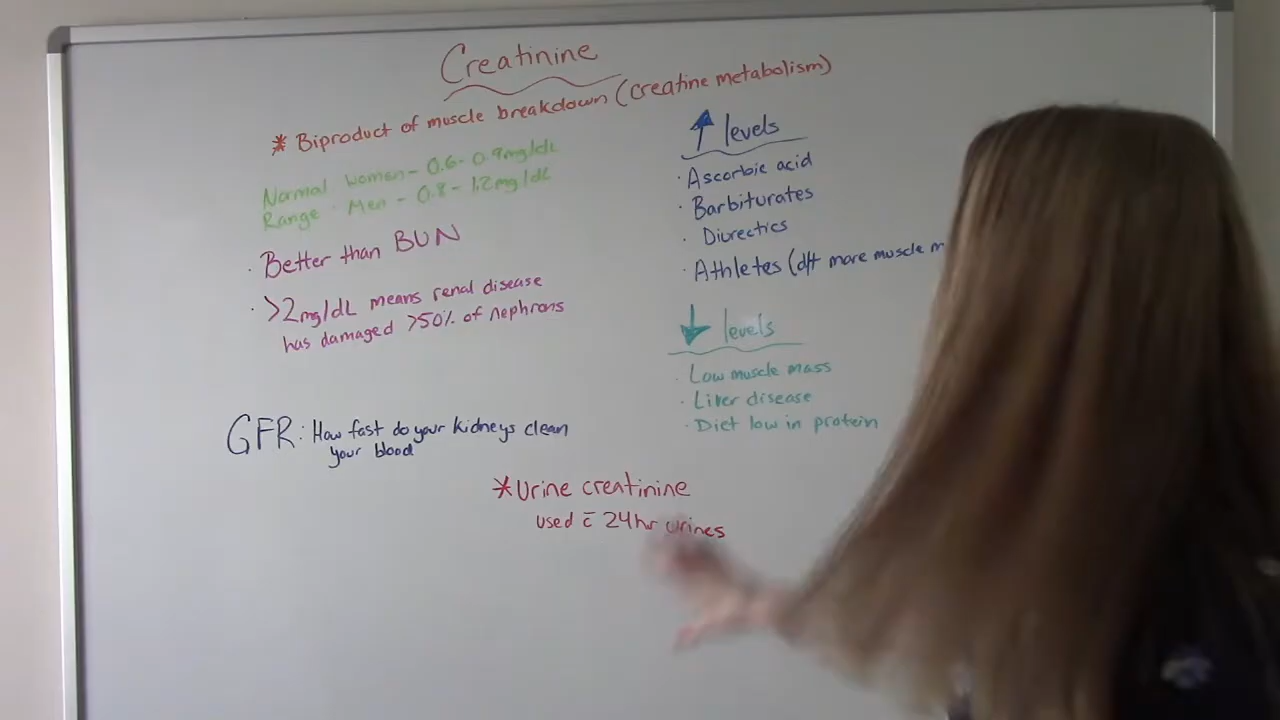 Creatinine
* Biproduct of muscle breakdown (creatine metabolism)
Normal Women - 0.6 - 0.9mg/dL
Range · Men - 0.8 - 1.2mg/dL
· Better than BUN
· >2mg/dL means renal disease
has damaged >50% of nephrons
GFR: How fast do your kidneys clean
your blood
↑ levels
· Ascorbic acid
· Barbiturates
· Diurectics
· Athletes (d/t more muscle m
↓ levels
· Low muscle mass
· Liver disease
· Diet low in protein
*Urine creatinine
used c̄ 24hr urines